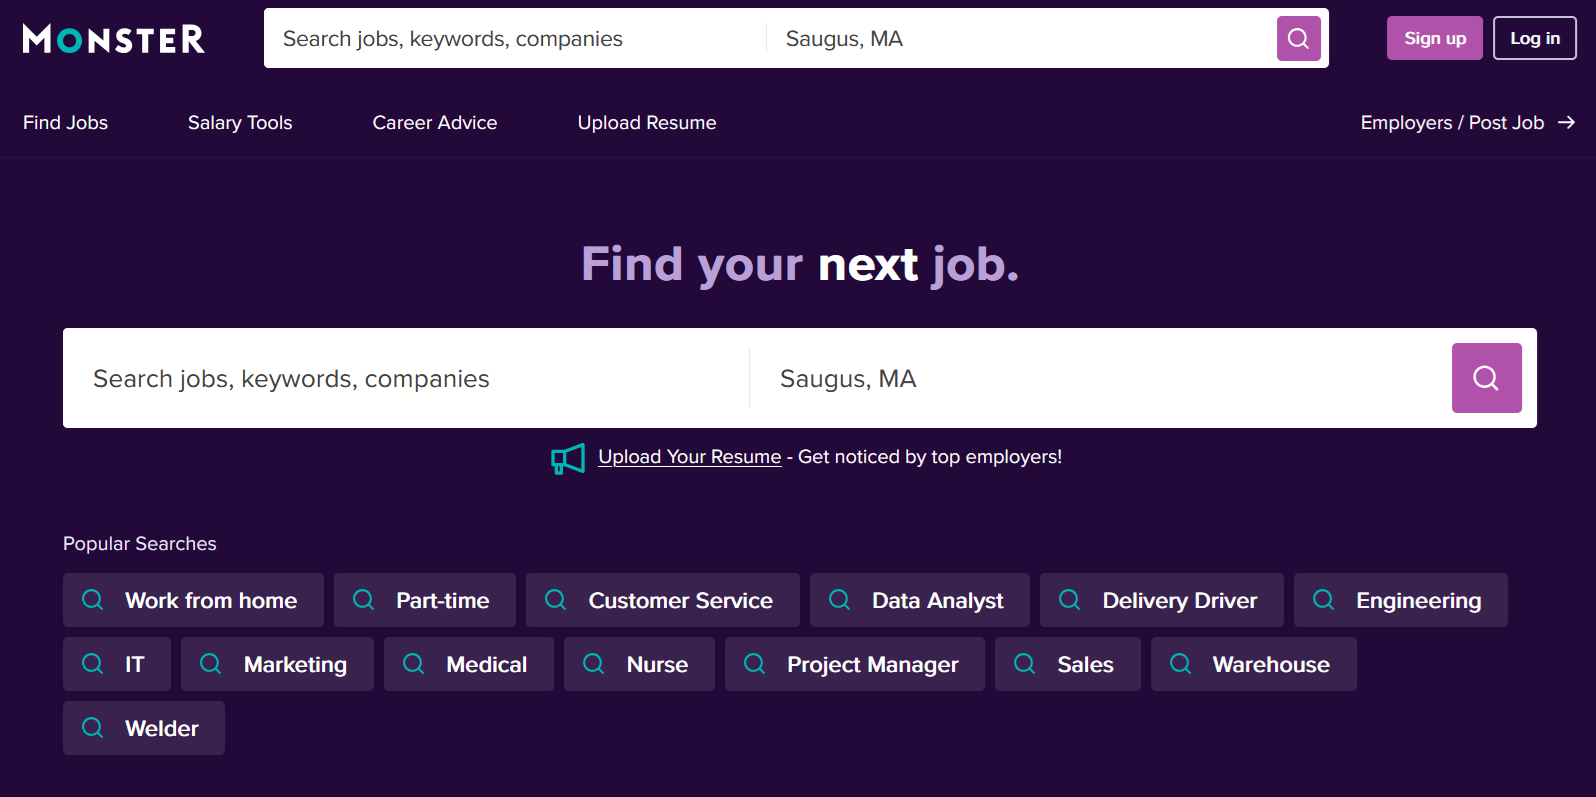 MONSTER
Search jobs, keywords, companies
Saugus, MA
Sign up
Log in
Find Jobs
Salary Tools
Career Advice
Upload Resume
Employers / Post Job
Find your next job.
Search jobs, keywords, companies
Saugus, MA
Upload Your Resume - Get noticed by top employers!
Popular Searches
Work from home
Part-time
Customer Service
Data Analyst
Delivery Driver
Engineering
IT
Marketing
Medical
Nurse
Project Manager
Sales
Warehouse
Welder